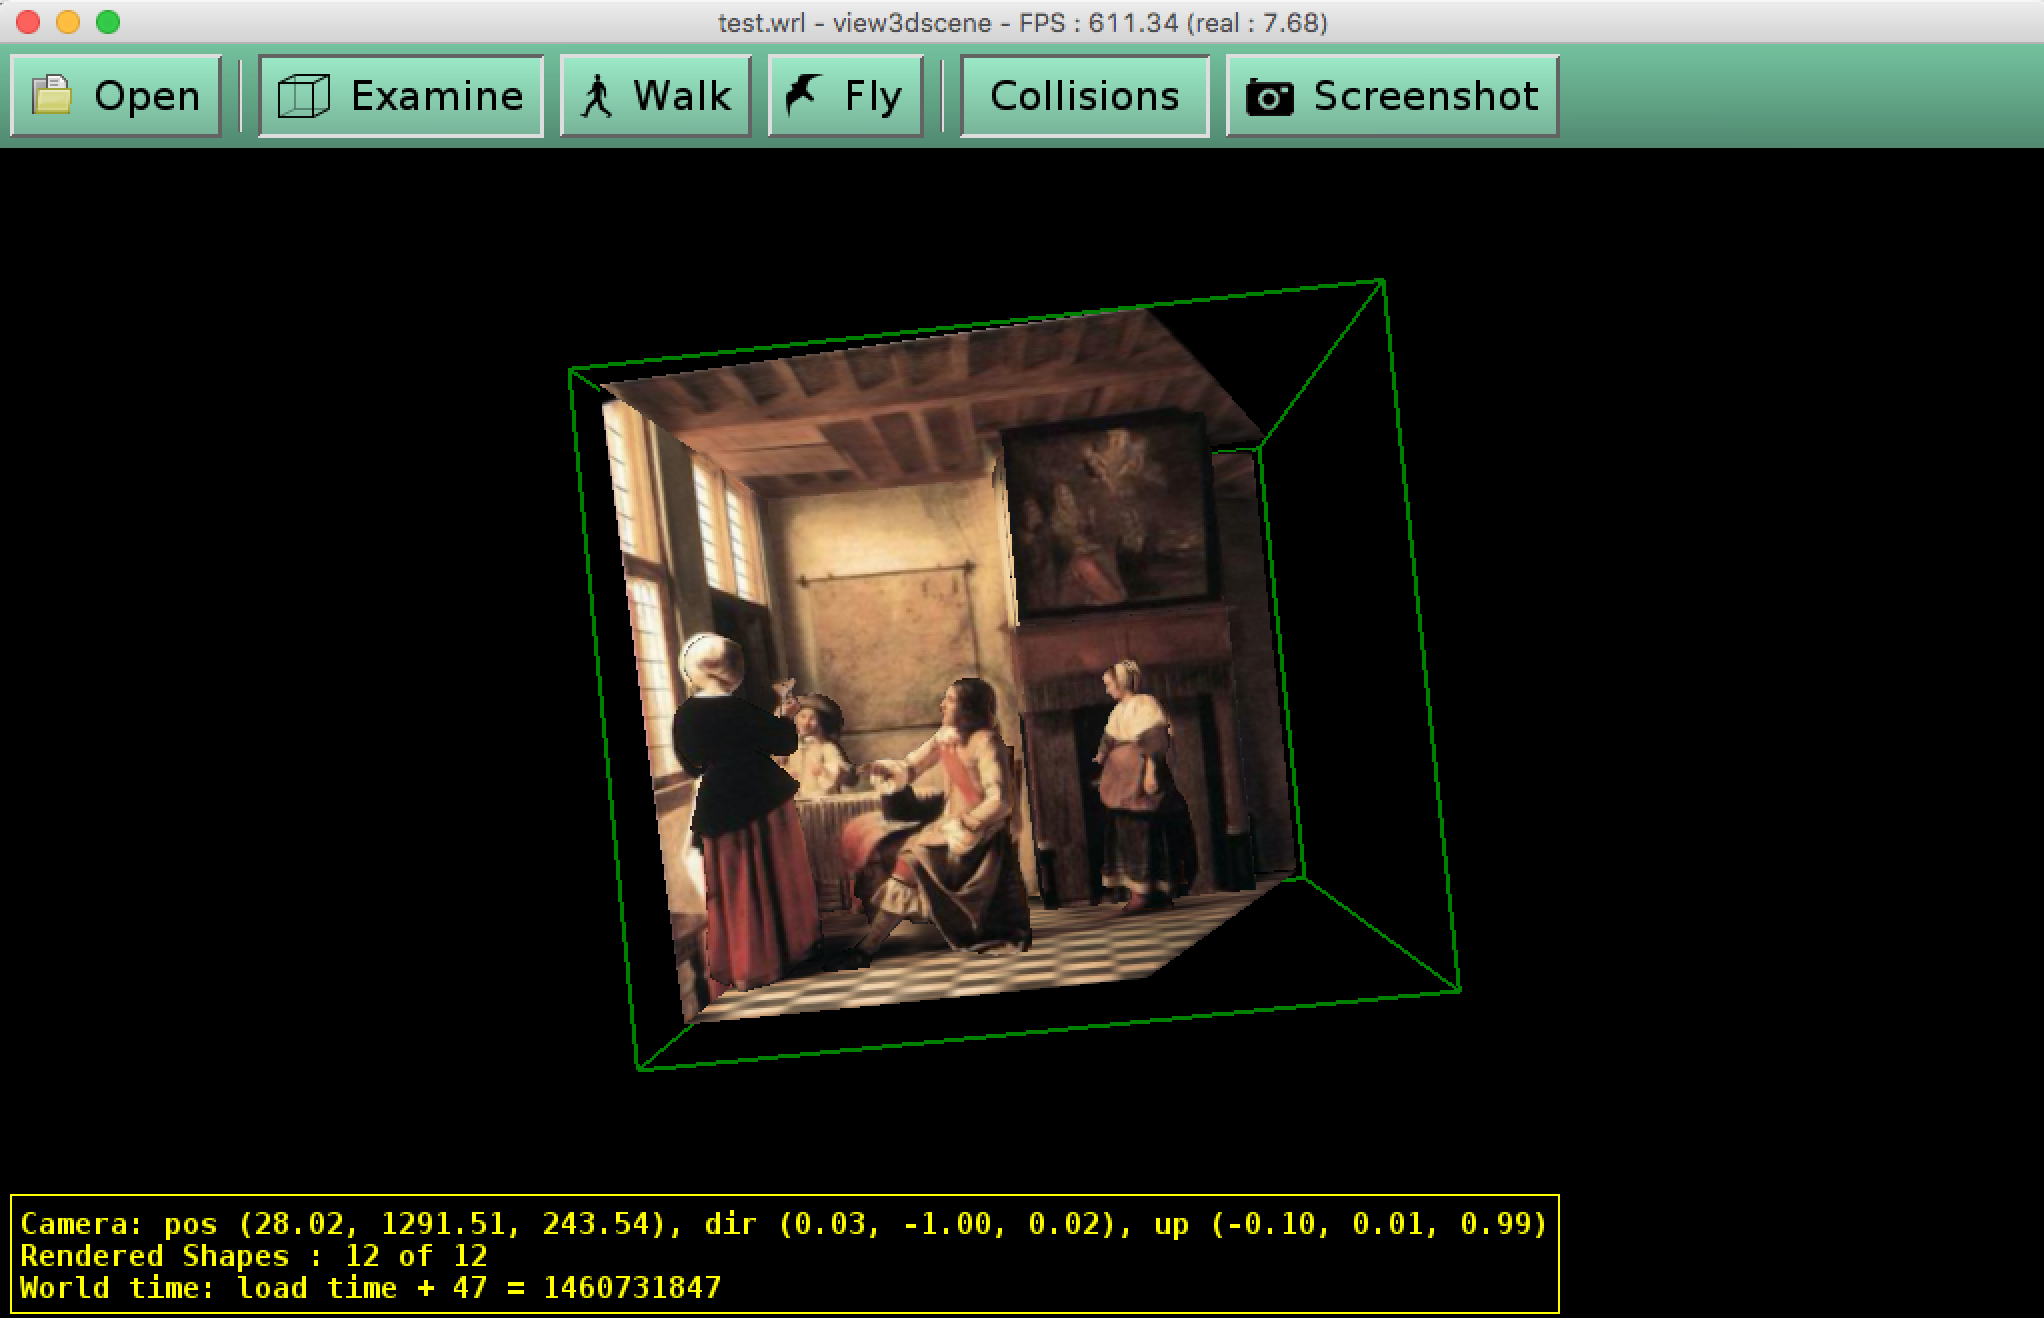 test.wrl - view3dscene - FPS : 611.34 (real : 7.68)
Open Examine Walk Fly Collisions Screenshot
Camera: pos (28.02, 1291.51, 243.54), dir (0.03, -1.00, 0.02), up (-0.10, 0.01, 0.99)
Rendered Shapes : 12 of 12
World time: load time + 47 = 1460731847